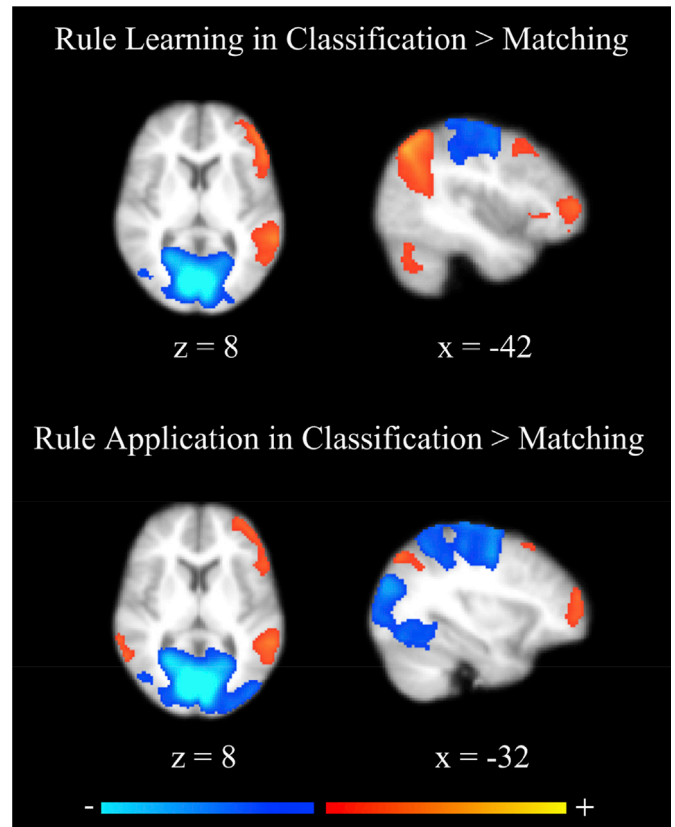 Rule Learning in Classification > Matching
z = 8 x = -42
Rule Application in Classification > Matching
z = 8 x = -32
- +